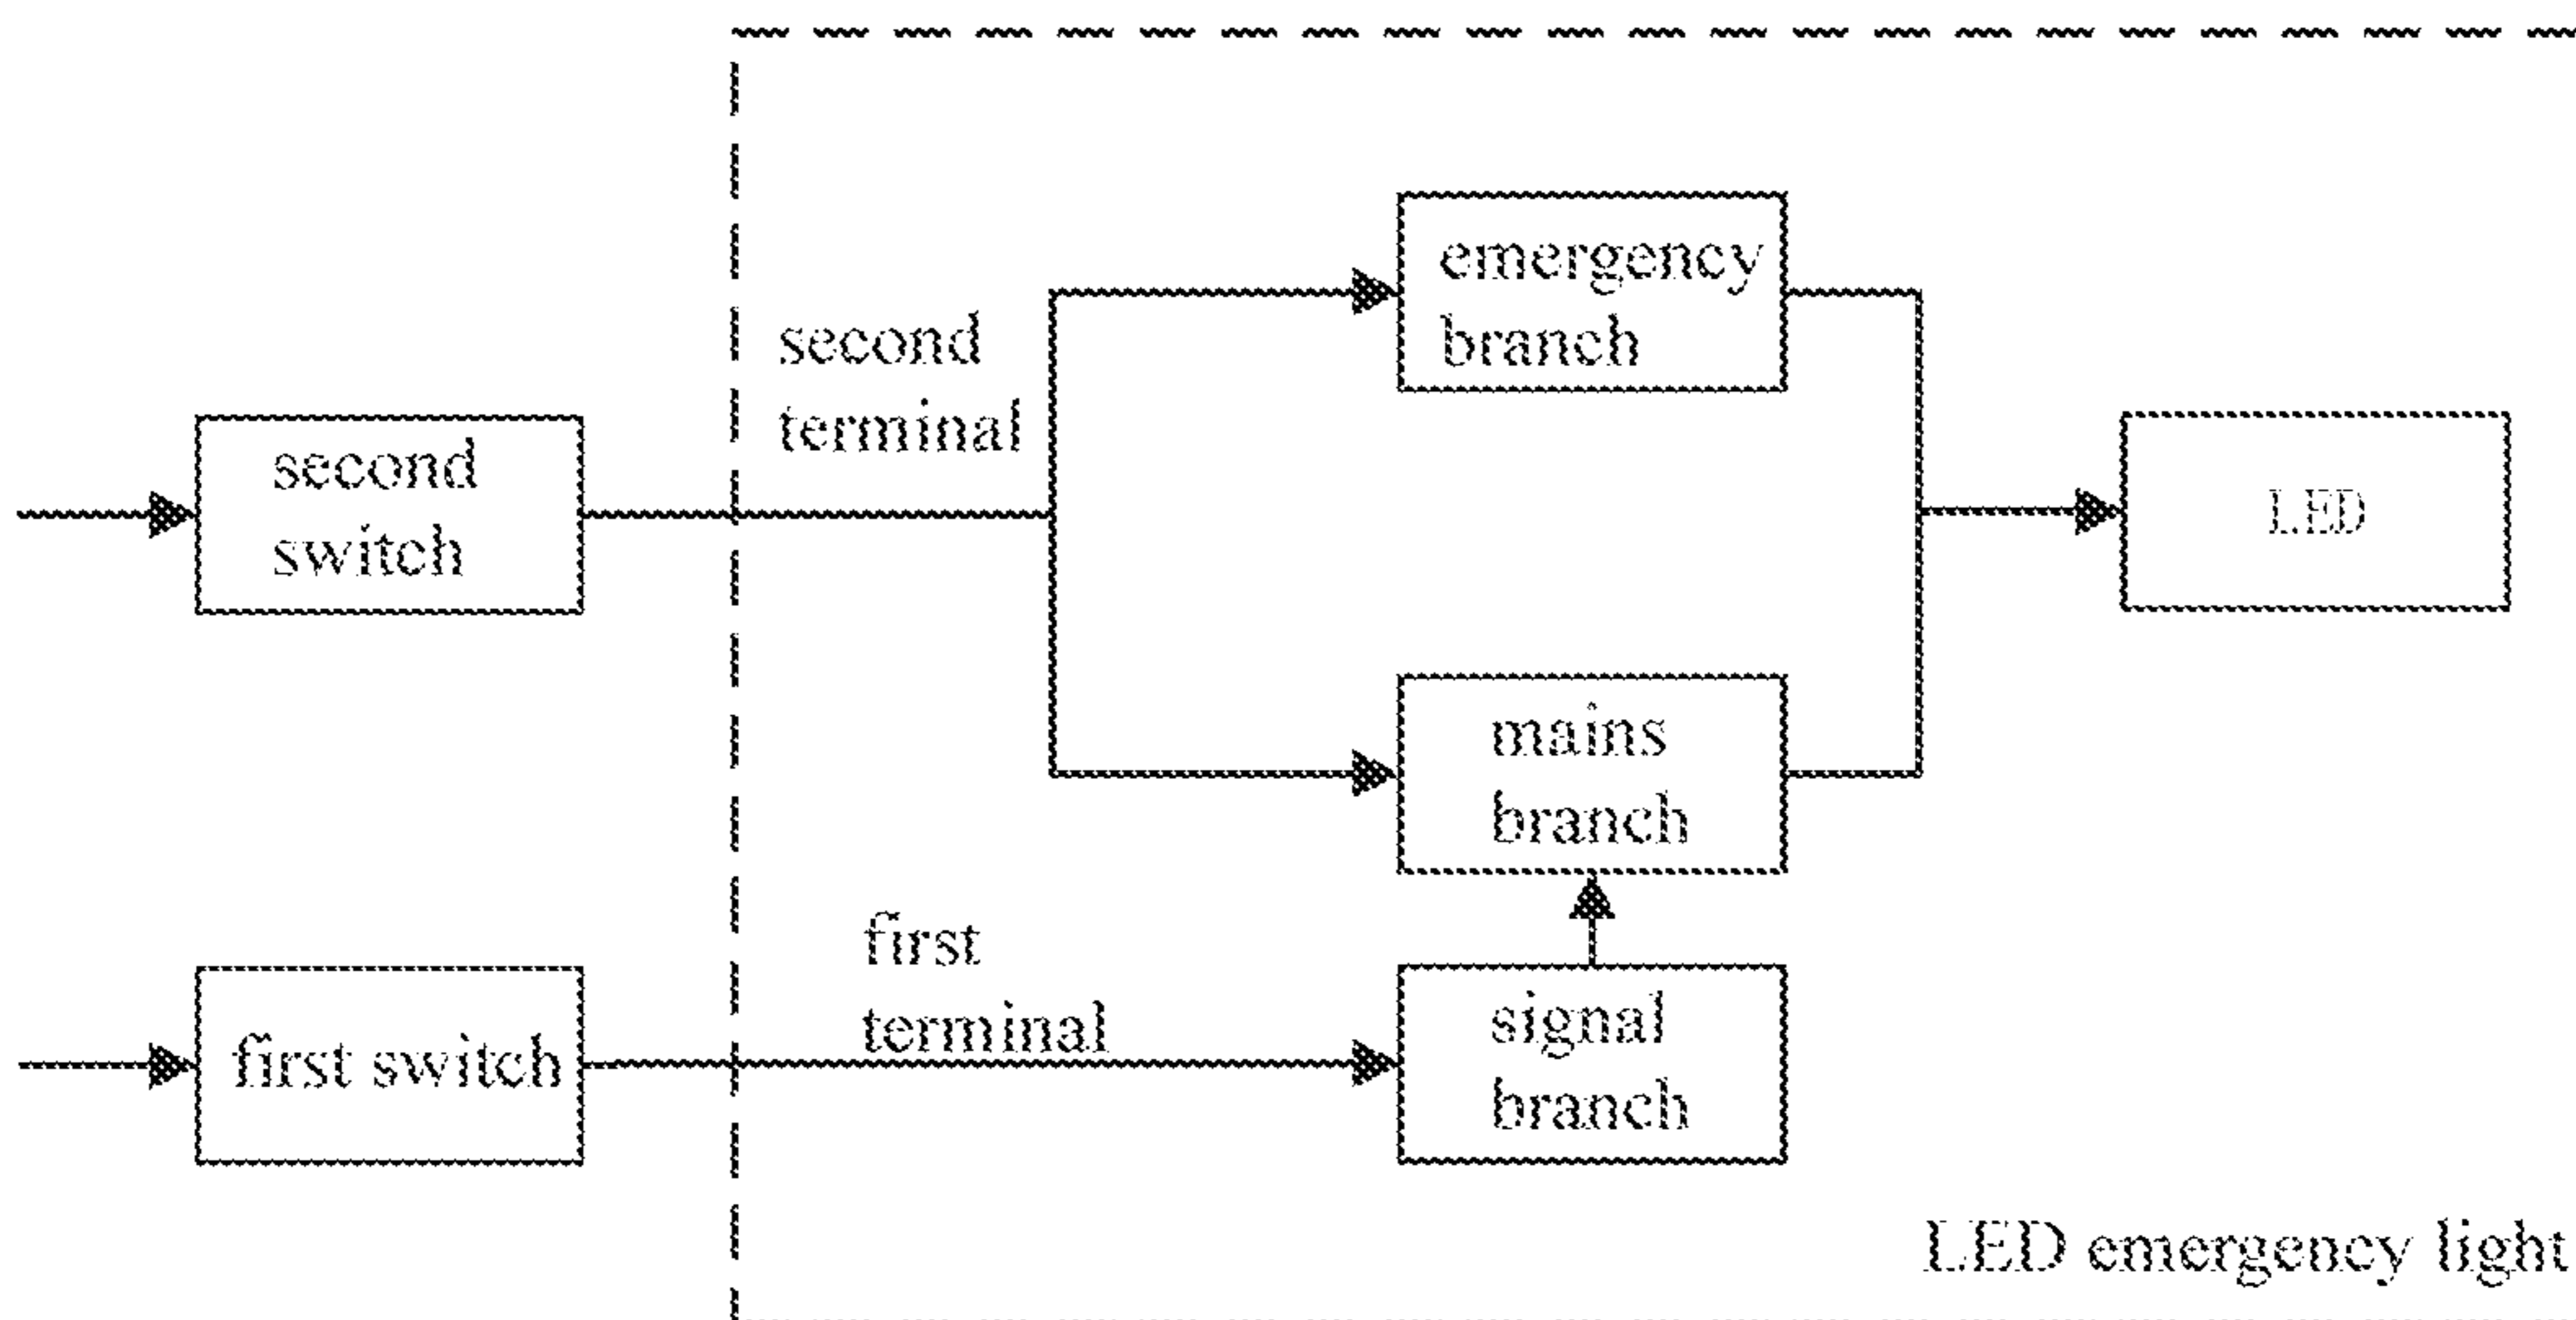 emergency
branch
second
terminal
second
switch
LED
mains
branch
first
terminal
first switch
signal
branch
LED emergency light